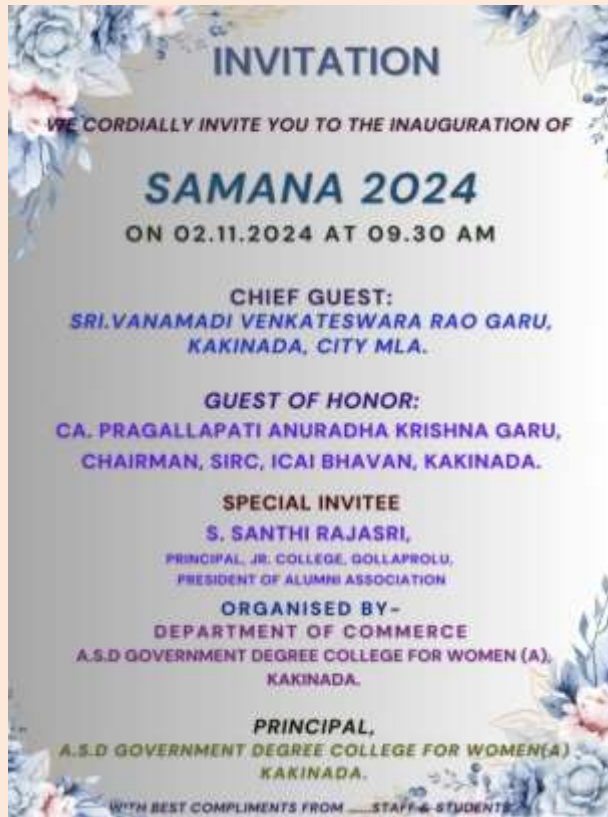 INVITATION
WE CORDIALLY INVITE YOU TO THE INAUGURATION OF
SAMANA 2024
ON 02.11.2024 AT 09.30 AM
CHIEF GUEST:
SRI.VANAMADI VENKATESWARA RAO GARU,
KAKINADA, CITY MLA.
GUEST OF HONOR:
CA. PRAGALLAPATI ANURADHA KRISHNA GARU,
CHAIRMAN, SIRC, ICAI BHAVAN, KAKINADA.
SPECIAL INVITEE
S. SANTHI RAJASRI,
PRINCIPAL, JR. COLLEGE, GOLLAPROLU,
PRESIDENT OF ALUMNI ASSOCIATION
ORGANISED BY-
DEPARTMENT OF COMMERCE
A.S.D GOVERNMENT DEGREE COLLEGE FOR WOMEN (A),
KAKINADA.
PRINCIPAL,
A.S.D GOVERNMENT DEGREE COLLEGE FOR WOMEN(A)
KAKINADA.
WITH BEST COMPLIMENTS FROM ......STAFF & STUDENTS